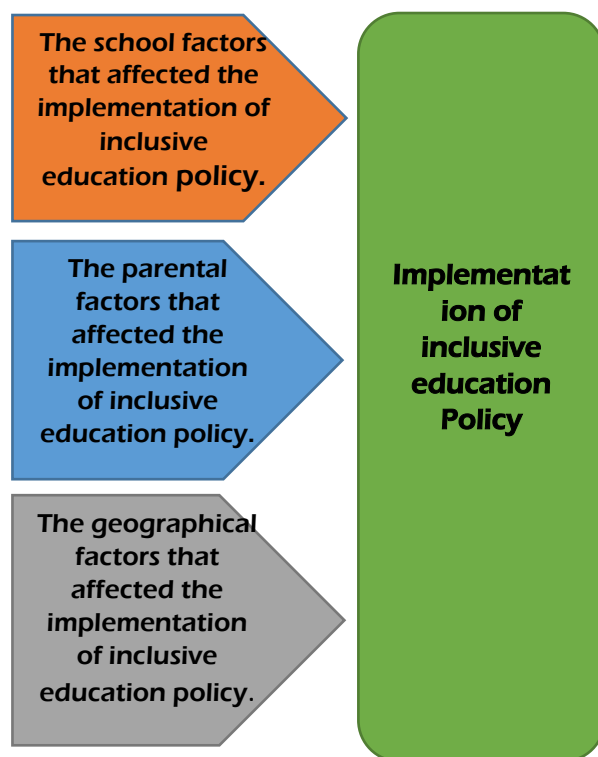 The school factors
that affected the
implementation of
inclusive
education policy.
The parental
factors that
affected the
implementation
of inclusive
education policy.
The geographical
factors that
affected the
implementation
of inclusive
education policy.
Implementat
ion of
inclusive
education
Policy